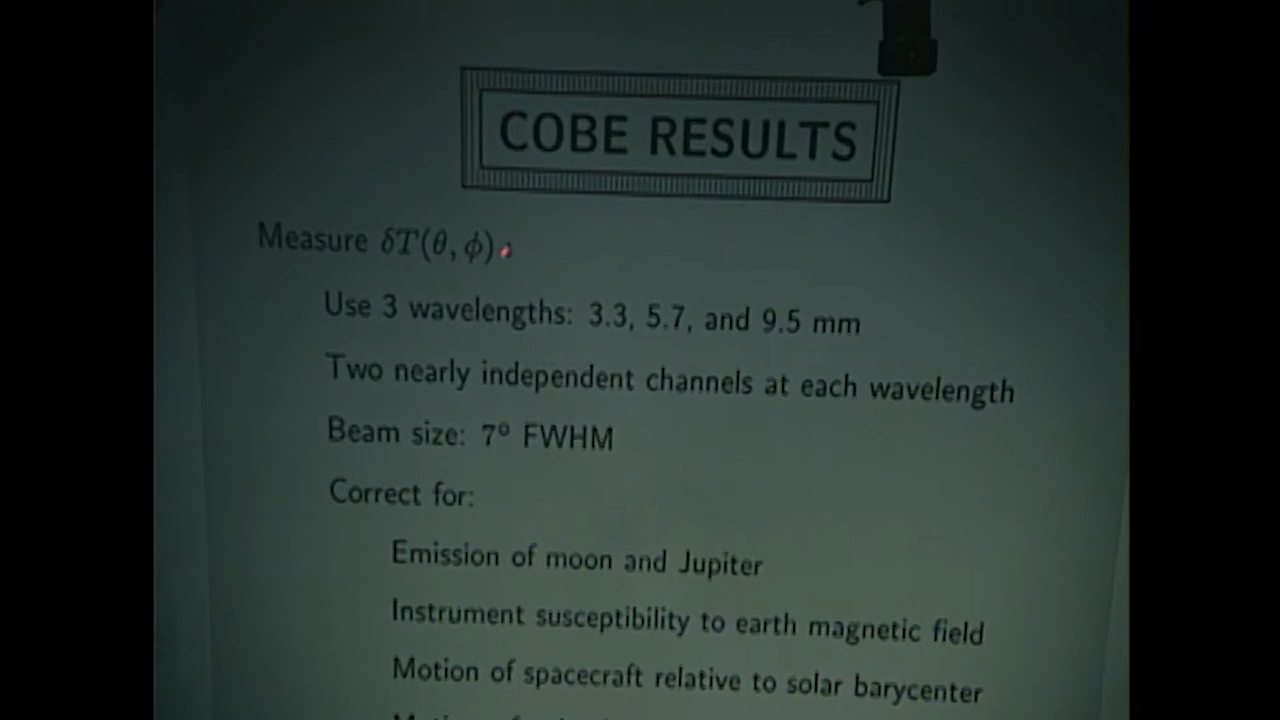 COBE RESULTS
Measure δT(θ, ϕ)
Use 3 wavelengths: 3.3, 5.7, and 9.5 mm
Two nearly independent channels at each wavelength
Beam size: 7° FWHM
Correct for:
Emission of moon and Jupiter
Instrument susceptibility to earth magnetic field
Motion of spacecraft relative to solar barycenter